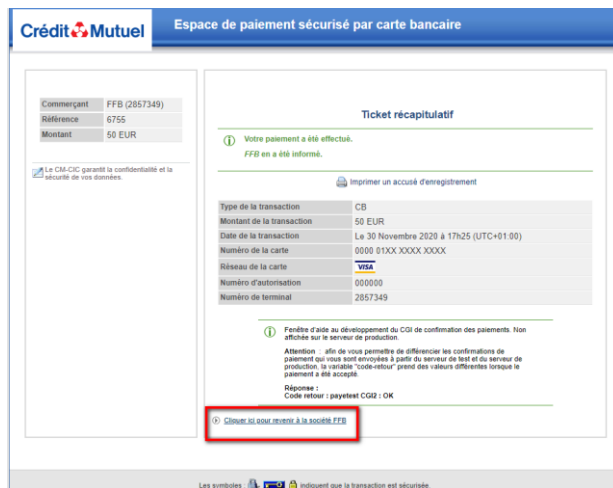 Crédit Mutuel
Espace de paiement sécurisé par carte bancaire
Commerçant FFB (2857349)
Référence 6755
Montant 50 EUR
Le CM-CIC garantit la confidentialité et la
sécurité de vos données.
Ticket récapitulatif
Votre paiement a été effectué.
FFB en a été informé.
Imprimer un accusé d'enregistrement
Type de la transaction CB
Montant de la transaction 50 EUR
Date de la transaction Le 30 Novembre 2020 à 17h25 (UTC+01:00)
Numéro de la carte 0000 01XX XXXX XXXX
Réseau de la carte VISA
Numéro d'autorisation 000000
Numéro de terminal 2857349
Fenêtre d'aide au développement du CGI de confirmation des paiements. Non
affichée sur le serveur de production.
Attention : afin de vous permettre de différencier les confirmations de
paiement qui vous sont envoyées à partir du serveur de test et du serveur de
production, la variable "code-retour" prend des valeurs différentes lorsque le
paiement a été accepté.
Réponse :
Code retour : payetest CGI2 : OK
Cliquer ici pour revenir à la société FFB
Les symboles : indiquent que la transaction est sécurisée.